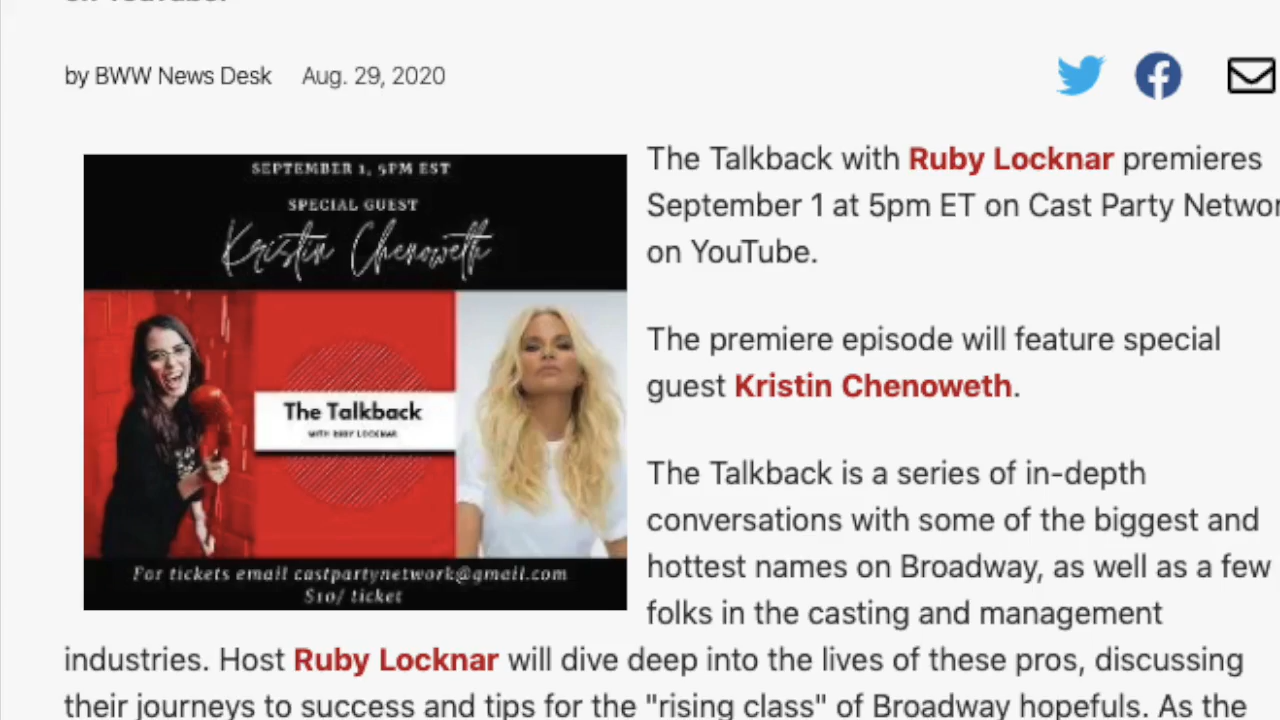 by BWW News Desk Aug. 29, 2020
SEPTEMBER 1, 5PM EST
SPECIAL GUEST
Kristin Chenoweth
The Talkback
WITH RUBY LOCKNAR
For tickets email castpartynetwork@gmail.com
$10/ ticket
The Talkback with Ruby Locknar premieres
September 1 at 5pm ET on Cast Party Networ
on YouTube.
The premiere episode will feature special
guest Kristin Chenoweth.
The Talkback is a series of in-depth
conversations with some of the biggest and
hottest names on Broadway, as well as a few
folks in the casting and management
industries. Host Ruby Locknar will dive deep into the lives of these pros, discussing
their journeys to success and tips for the "rising class" of Broadway hopefuls. As the